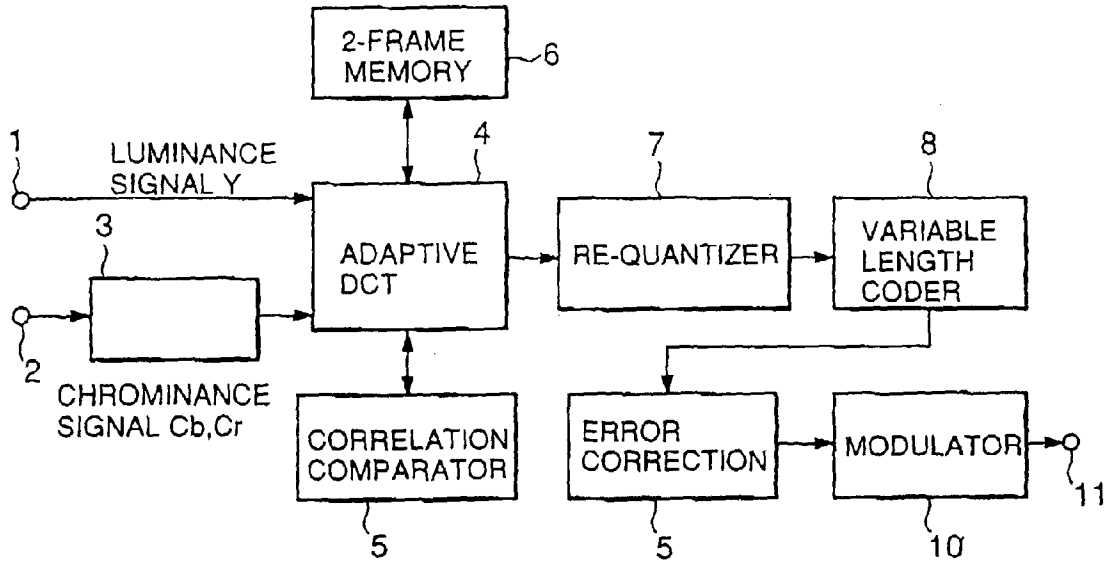 2-FRAME
MEMORY
6
1
LUMINANCE
SIGNAL Y
4
7
8
3
ADAPTIVE
DCT
RE-QUANTIZER
VARIABLE
LENGTH
CODER
2
CHROMINANCE
SIGNAL Cb,Cr
CORRELATION
COMPARATOR
ERROR
CORRECTION
MODULATOR
11
5
5
10